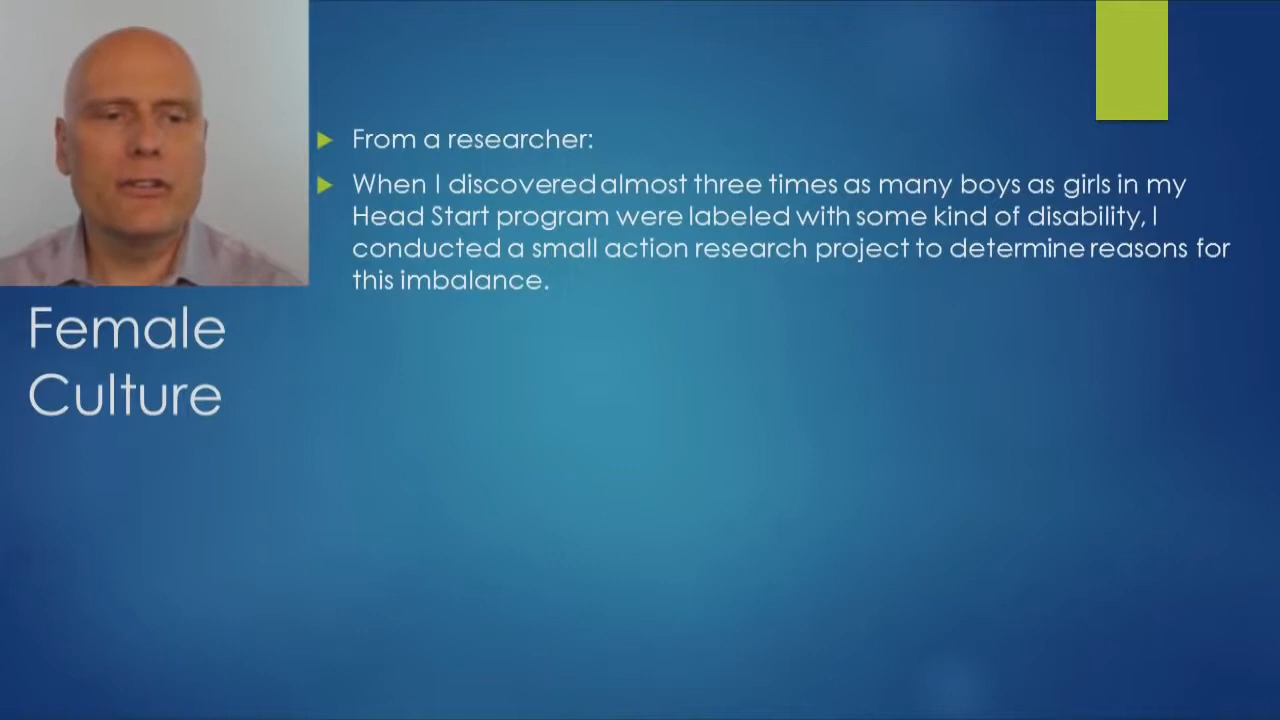 From a researcher:
When I discovered almost three times as many boys as girls in my
Head Start program were labeled with some kind of disability, I
conducted a small action research project to determine reasons for
this imbalance.
Female
Culture